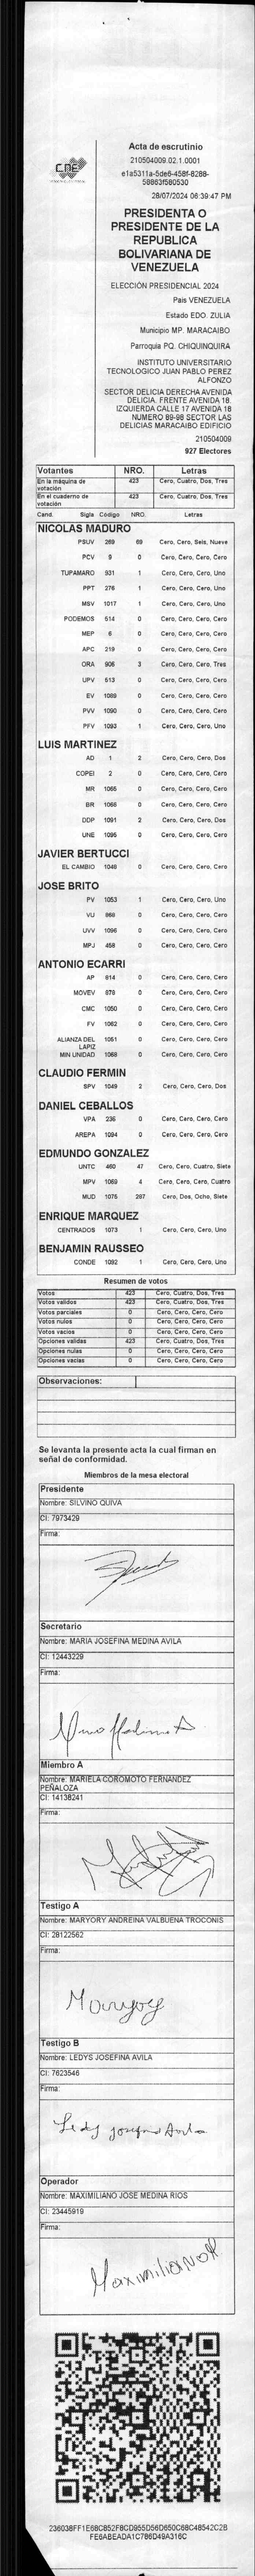 CDE
Acta de escrutinio
210504009.02.1.0001
e1a5311a-5de6-458f-8288-
58863f580530
28/07/2024 06:39:47 PM
PRESIDENTA O
PRESIDENTE DE LA
REPUBLICA
BOLIVARIANA DE
VENEZUELA
ELECCIÓN PRESIDENCIAL 2024
Pais VENEZUELA
Estado EDO. ZULIA
Municipio MP. MARACAIBO
Parroquia PQ. CHIQUINQUIRA
INSTITUTO UNIVERSITARIO
TECNOLOGICO JUAN PABLO PEREZ
ALFONZO
SECTOR DELICIA DERECHA AVENIDA
DELICIA. FRENTE AVENIDA 18.
IZQUIERDA CALLE 17 AVENIDA 18
NUMERO 89-98 SECTOR LAS
DELICIAS MARACAIBO EDIFICIO
210504009
927 Electores
Votantes NRO. Letras
En la máquina de votación 423 Cero, Cuatro, Dos, Tres
En el cuaderno de votación 423 Cero, Cuatro, Dos, Tres
Cand. Sigla Código NRO. Letras
NICOLAS MADURO
PSUV 269 69 Cero, Cero, Seis, Nueve
PCV 9 0 Cero, Cero, Cero, Cero
TUPAMARO 931 1 Cero, Cero, Cero, Uno
PPT 276 1 Cero, Cero, Cero, Uno
MSV 1017 1 Cero, Cero, Cero, Uno
PODEMOS 514 0 Cero, Cero, Cero, Cero
MEP 6 0 Cero, Cero, Cero, Cero
APC 219 0 Cero, Cero, Cero, Cero
ORA 906 3 Cero, Cero, Cero, Tres
UPV 513 0 Cero, Cero, Cero, Cero
EV 1089 0 Cero, Cero, Cero, Cero
PVV 1090 0 Cero, Cero, Cero, Cero
PFV 1093 1 Cero, Cero, Cero, Uno
LUIS MARTINEZ
AD 1 2 Cero, Cero, Cero, Dos
COPEI 2 0 Cero, Cero, Cero, Cero
MR 1065 0 Cero, Cero, Cero, Cero
BR 1066 0 Cero, Cero, Cero, Cero
DDP 1091 2 Cero, Cero, Cero, Dos
UNE 1095 0 Cero, Cero, Cero, Cero
JAVIER BERTUCCI
EL CAMBIO 1048 0 Cero, Cero, Cero, Cero
JOSE BRITO
PV 1053 1 Cero, Cero, Cero, Uno
VU 868 0 Cero, Cero, Cero, Cero
UVV 1096 0 Cero, Cero, Cero, Cero
MPJ 458 0 Cero, Cero, Cero, Cero
ANTONIO ECARRI
AP 814 0 Cero, Cero, Cero, Cero
MOVEV 878 0 Cero, Cero, Cero, Cero
CMC 1050 0 Cero, Cero, Cero, Cero
FV 1062 0 Cero, Cero, Cero, Cero
ALIANZA DEL LAPIZ 1051 0 Cero, Cero, Cero, Cero
MIN UNIDAD 1068 0 Cero, Cero, Cero, Cero
CLAUDIO FERMIN
SPV 1049 2 Cero, Cero, Cero, Dos
DANIEL CEBALLOS
VPA 236 0 Cero, Cero, Cero, Cero
AREPA 1094 0 Cero, Cero, Cero, Cero
EDMUNDO GONZALEZ
UNTC 460 47 Cero, Cero, Cuatro, Siete
MPV 1069 4 Cero, Cero, Cero, Cuatro
MUD 1075 287 Cero, Dos, Ocho, Siete
ENRIQUE MARQUEZ
CENTRADOS 1073 1 Cero, Cero, Cero, Uno
BENJAMIN RAUSSEO
CONDE 1092 1 Cero, Cero, Cero, Uno
Resumen de votos
Votos 423 Cero, Cuatro, Dos, Tres
Votos validos 423 Cero, Cuatro, Dos, Tres
Votos parciales 0 Cero, Cero, Cero, Cero
Votos nulos 0 Cero, Cero, Cero, Cero
Votos vacios 0 Cero, Cero, Cero, Cero
Opciones validas 423 Cero, Cuatro, Dos, Tres
Opciones nulas 0 Cero, Cero, Cero, Cero
Opciones vacias 0 Cero, Cero, Cero, Cero
Observaciones:
Se levanta la presente acta la cual firman en
señal de conformidad.
Miembros de la mesa electoral
Presidente
Nombre: SILVINO QUIVA
CI: 7973429
Firma:
Secretario
Nombre: MARIA JOSEFINA MEDINA AVILA
CI: 12443229
Firma:
Miembro A
Nombre: MARIELA COROMOTO FERNANDEZ
PEÑALOZA
CI: 14138241
Firma:
Testigo A
Nombre: MARYORY ANDREINA VALBUENA TROCONIS
CI: 28122562
Firma:
Maryory
Testigo B
Nombre: LEDYS JOSEFINA AVILA
CI: 7623546
Firma:
Ledy josefina Avila
Operador
Nombre: MAXIMILIANO JOSE MEDINA RIOS
CI: 23445919
Firma:
Maximiliano M
236038FF1E68C852F8CD955D56D650C68C48542C2B
FE6ABEADA1C786D49A316C